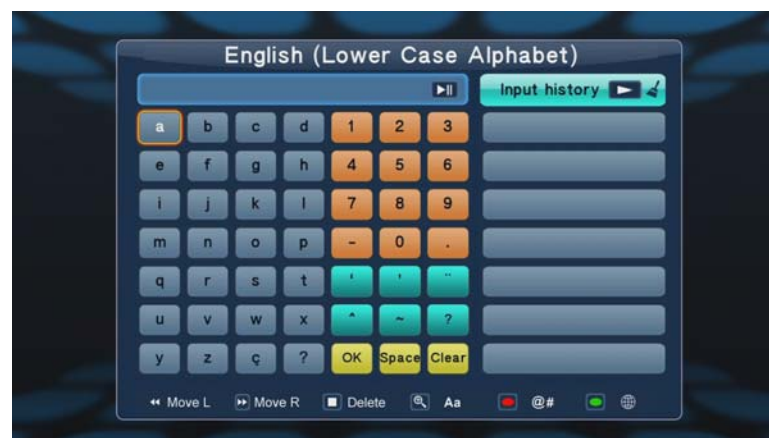 English (Lower Case Alphabet)
Input history
a b c d 1 2 3
e f g h 4 5 6
i j k l 7 8 9
m n o p - 0 .
q r s t ‘ ' ¨
u v w x ^ ~ ?
y z ç ? OK Space Clear
Move L Move R Delete Aa @#